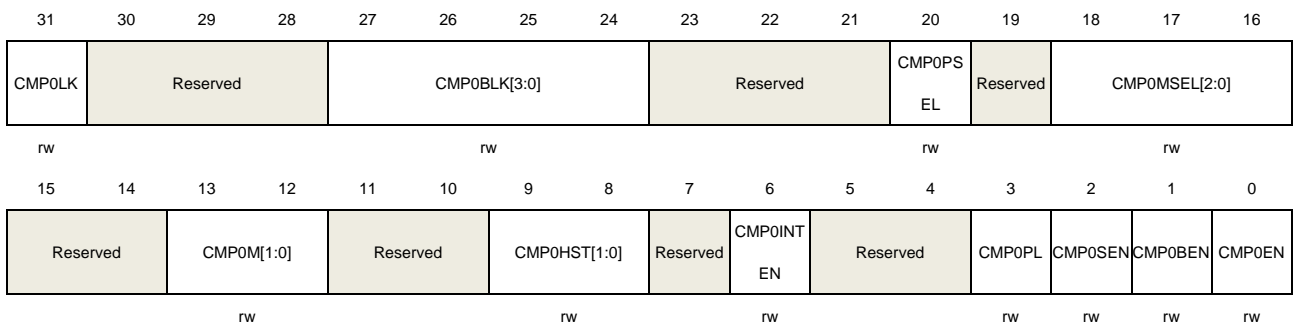 31 30 29 28 27 26 25 24 23 22 21 20 19 18 17 16
CMP0LK Reserved CMP0BLK[3:0] Reserved CMP0PS Reserved CMP0MSEL[2:0]
EL
rw rw rw rw
15 14 13 12 11 10 9 8 7 6 5 4 3 2 1 0
Reserved CMP0M[1:0] Reserved CMP0HST[1:0] Reserved CMP0INT Reserved CMP0PL CMP0SEN CMP0BEN CMP0EN
EN
rw rw rw rw rw rw rw